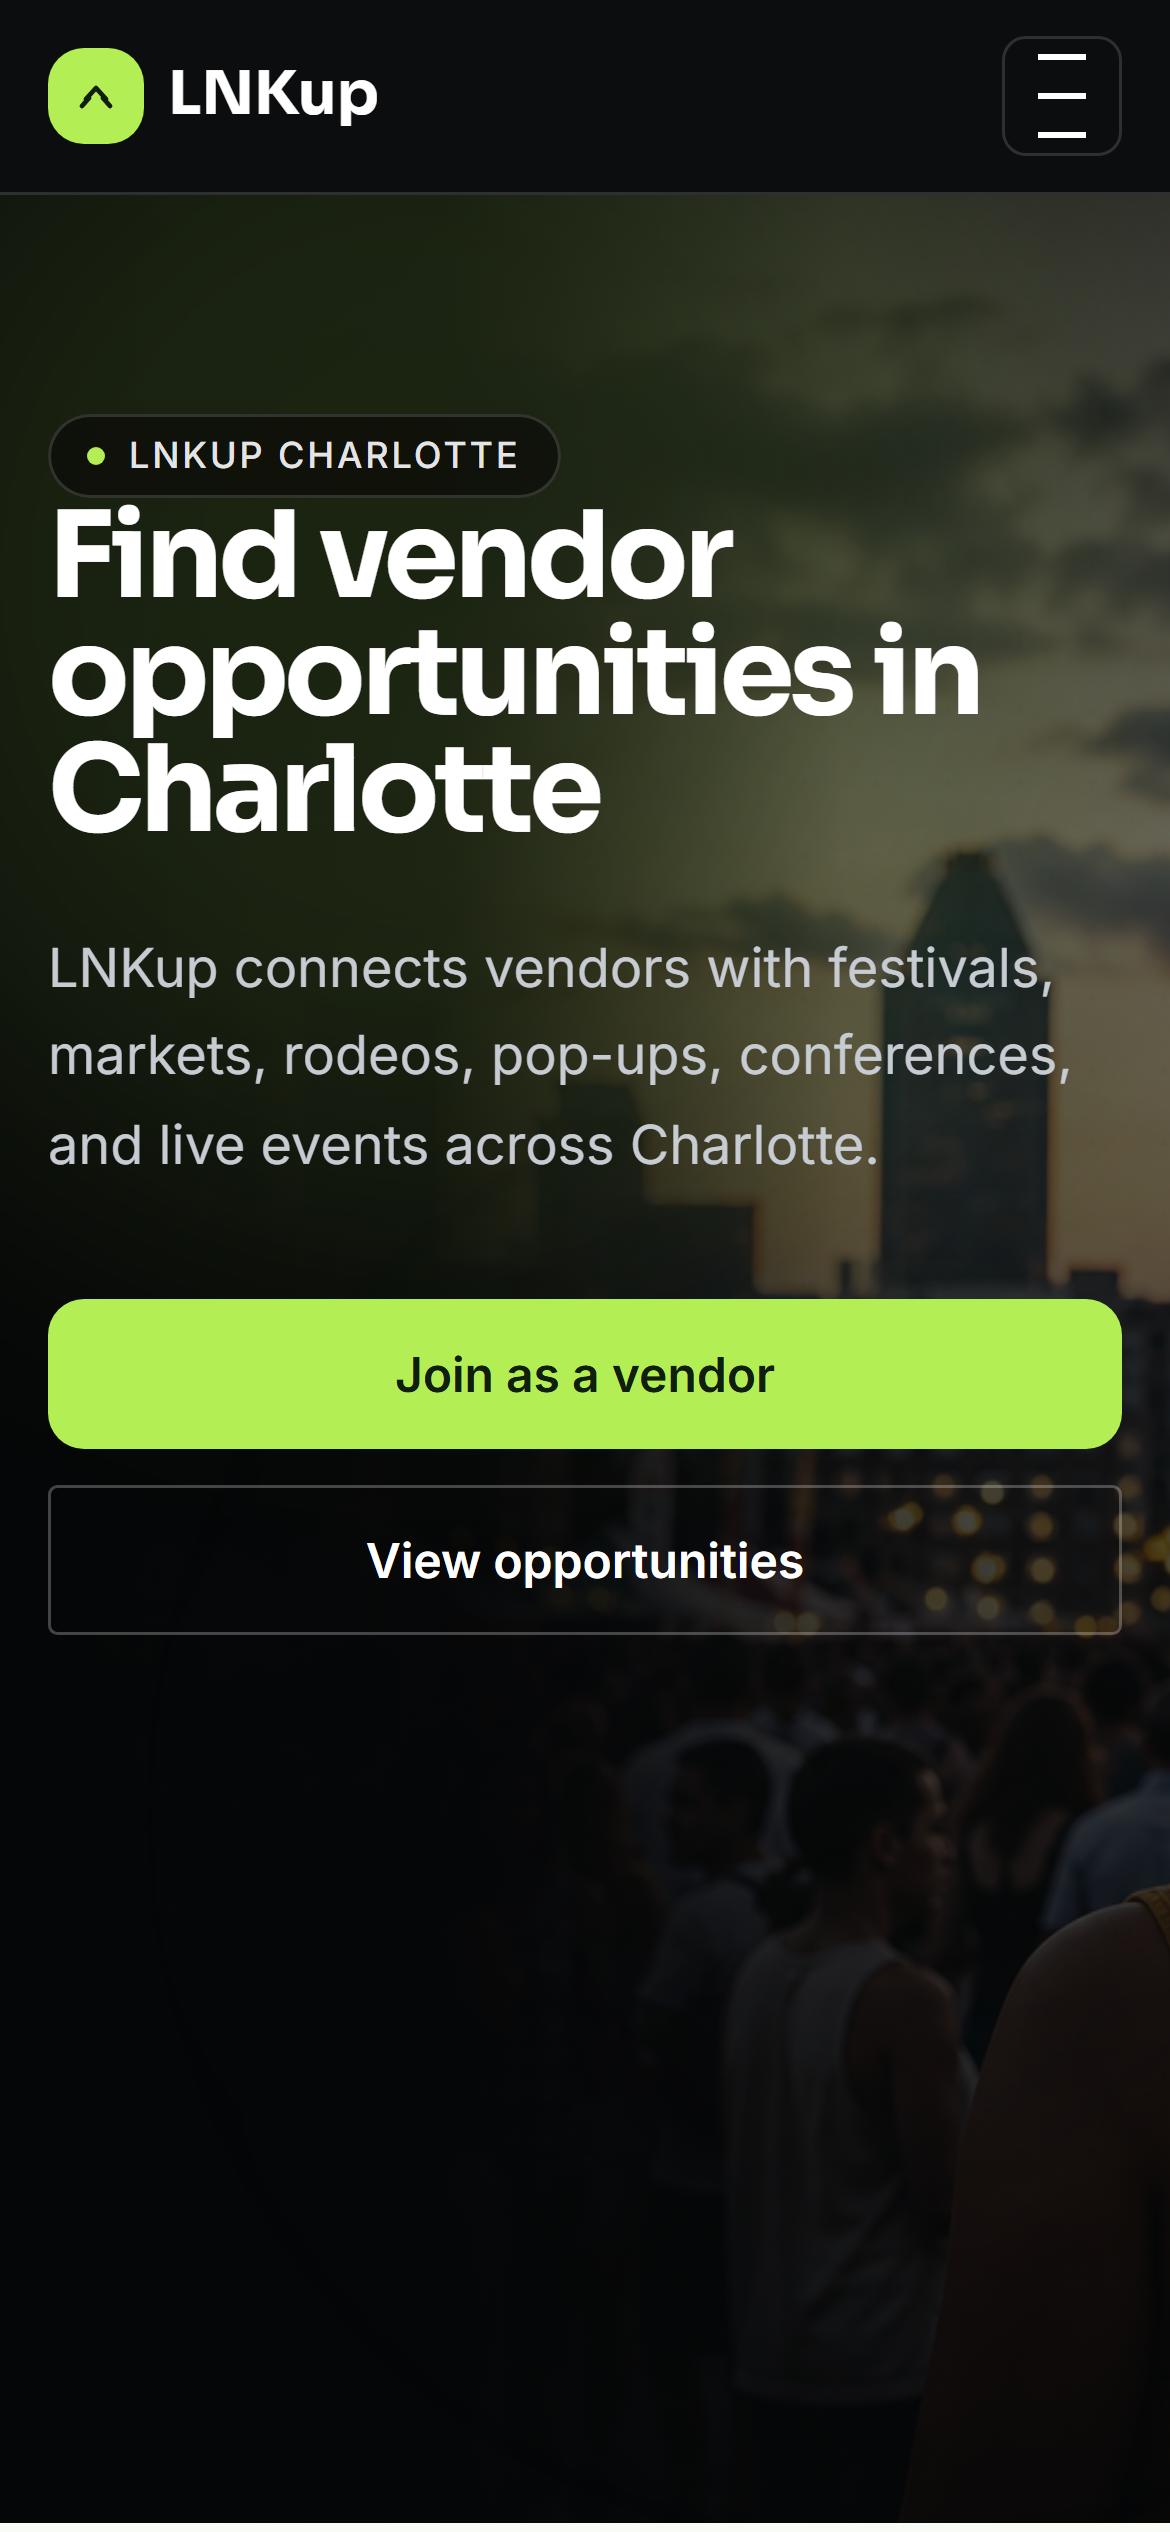 LNKup
LNKUP CHARLOTTE
Find vendor
opportunities in
Charlotte
LNKup connects vendors with festivals,
markets, rodeos, pop-ups, conferences,
and live events across Charlotte.
Join as a vendor
View opportunities